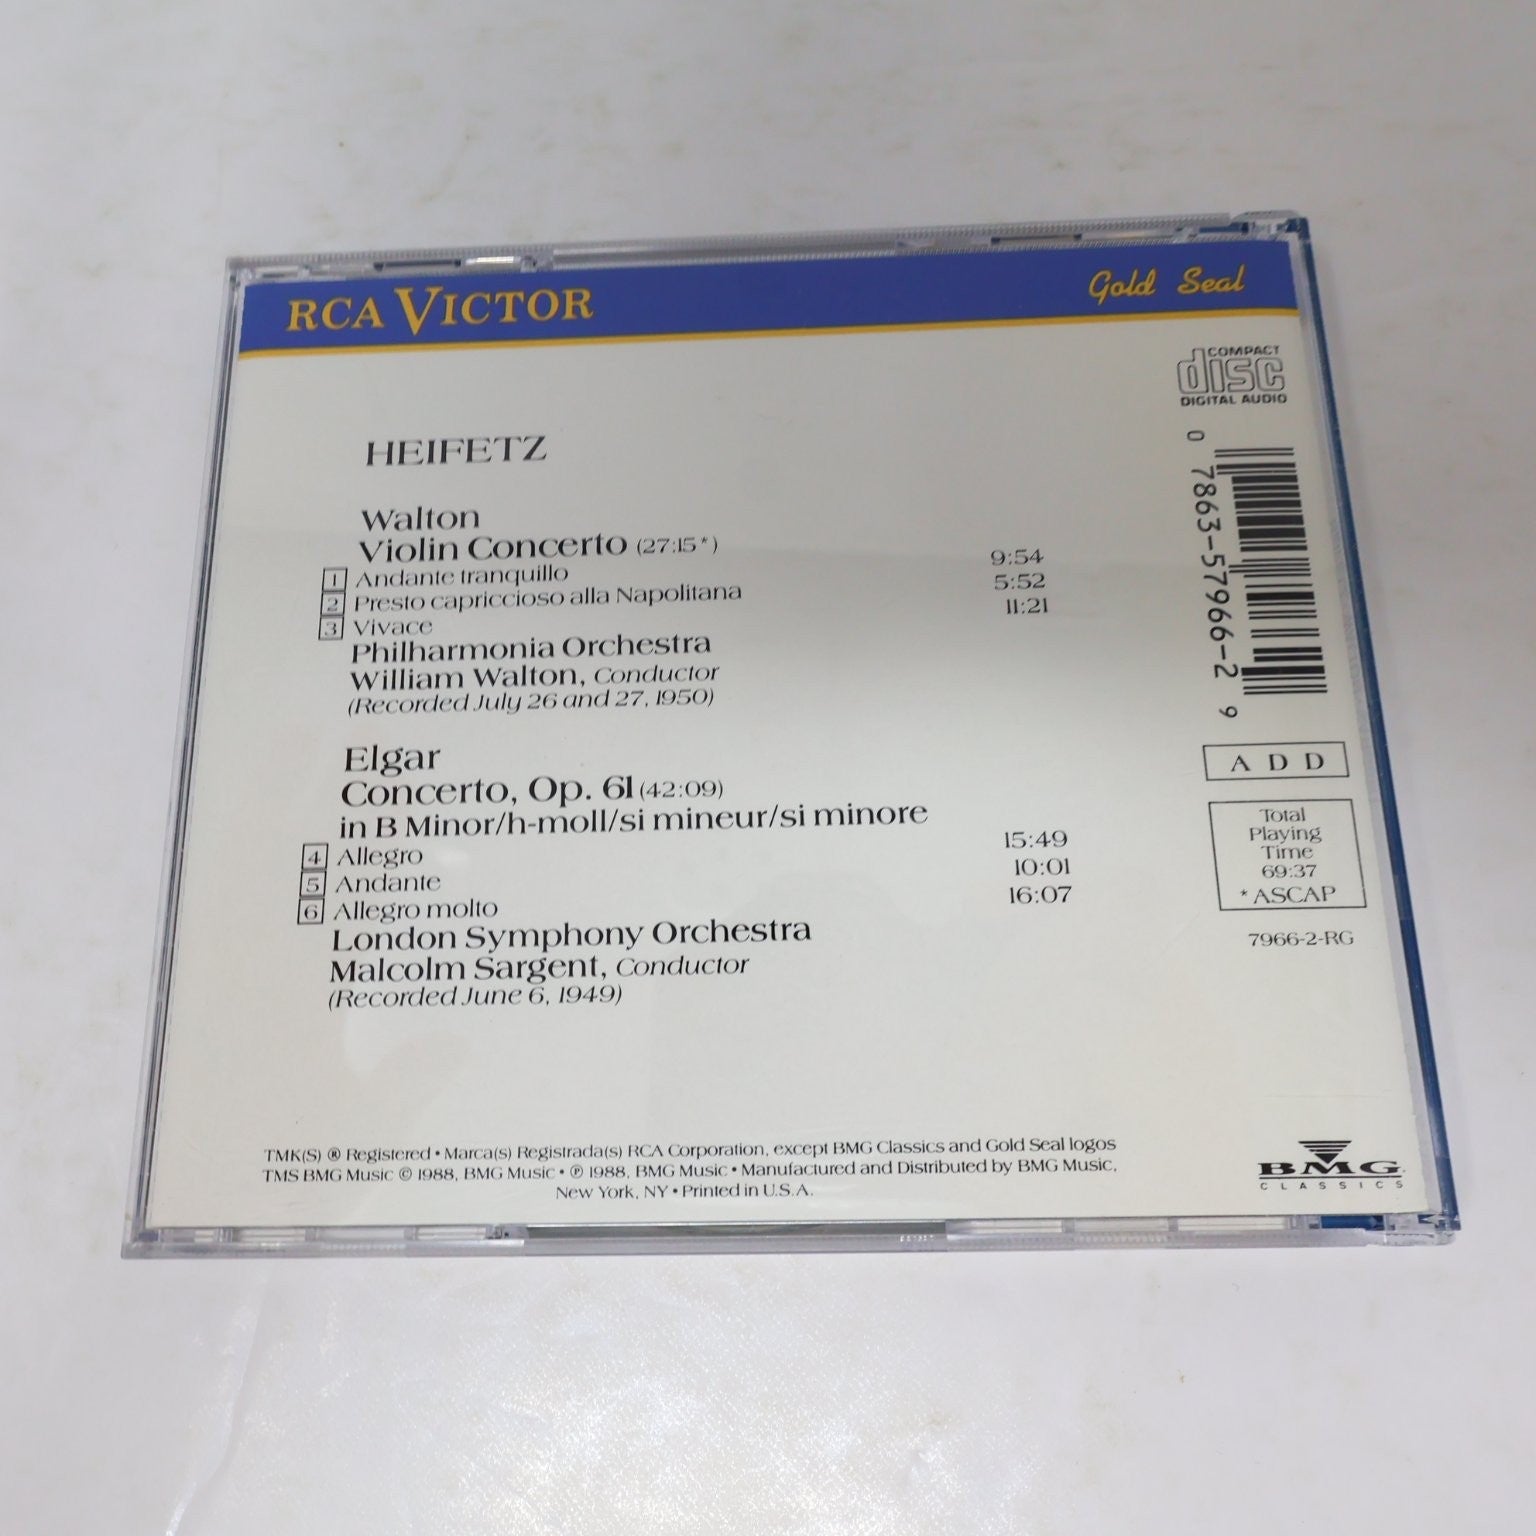 RCA VICTOR
Gold Seal
COMPACT
disc
DIGITAL AUDIO
HEIFETZ
Walton
Violin Concerto (27:15*)
1 Andante tranquillo 9:54
2 Presto capriccioso alla Napolitana 5:52
3 Vivace 11:21
Philharmonia Orchestra
William Walton, Conductor
(Recorded July 26 and 27, 1950)
Elgar
Concerto, Op. 61 (42:09)
in B Minor/h-moll/si mineur/si minore
4 Allegro 15:49
5 Andante 10:01
6 Allegro molto 16:07
London Symphony Orchestra
Malcolm Sargent, Conductor
(Recorded June 6, 1949)
0 7863-57966-2 9
A D D
Total
Playing
Time
69:37
*ASCAP
7966-2-RG
TMK(S) ® Registered • Marca(s) Registrada(s) RCA Corporation, except BMG Classics and Gold Seal logos
TMS BMG Music © 1988, BMG Music • ℗ 1988, BMG Music • Manufactured and Distributed by BMG Music,
New York, NY • Printed in U.S.A.
BMG
CLASSICS